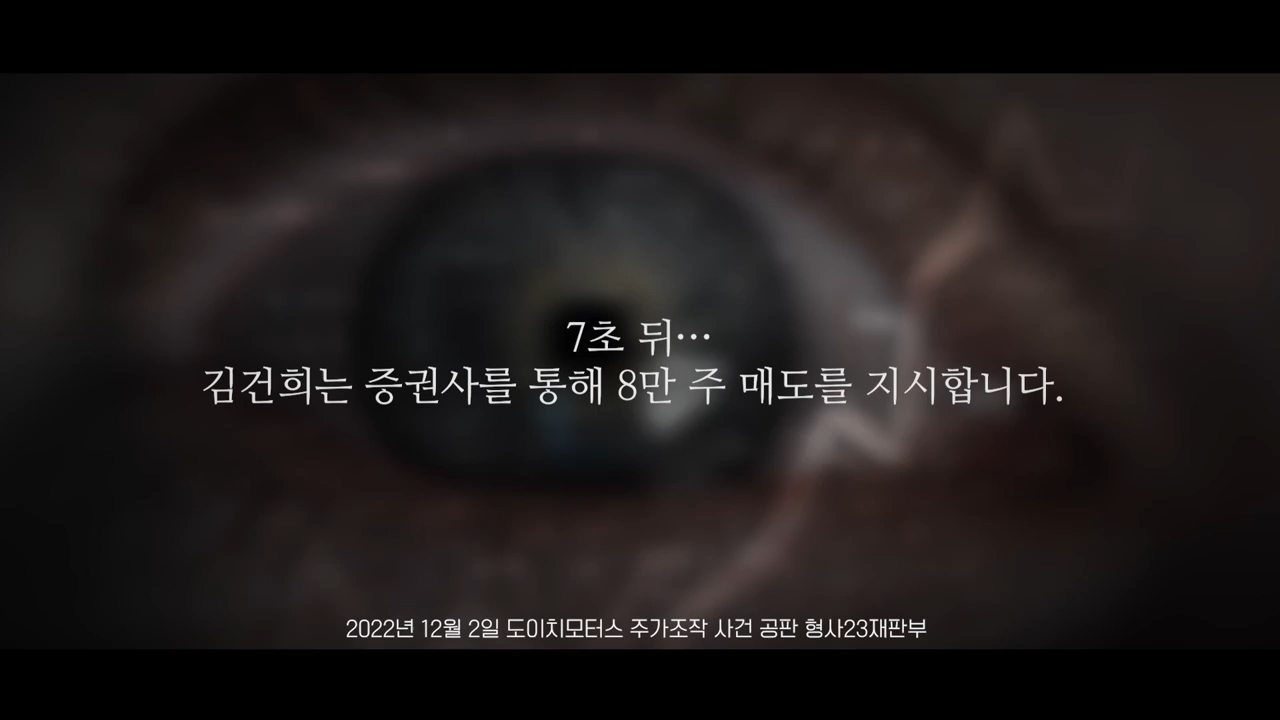 7초 뒤…
김건희는 증권사를 통해 8만 주 매도를 지시합니다.
2022년 12월 2일 도이치모터스 주가조작 사건 공판 형사23재판부